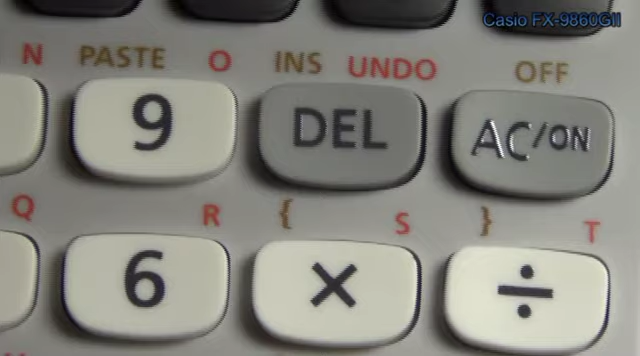 Casio FX-9860GII
N PASTE O INS UNDO OFF
9 DEL AC/ON
Q R { S } T
6 × ÷